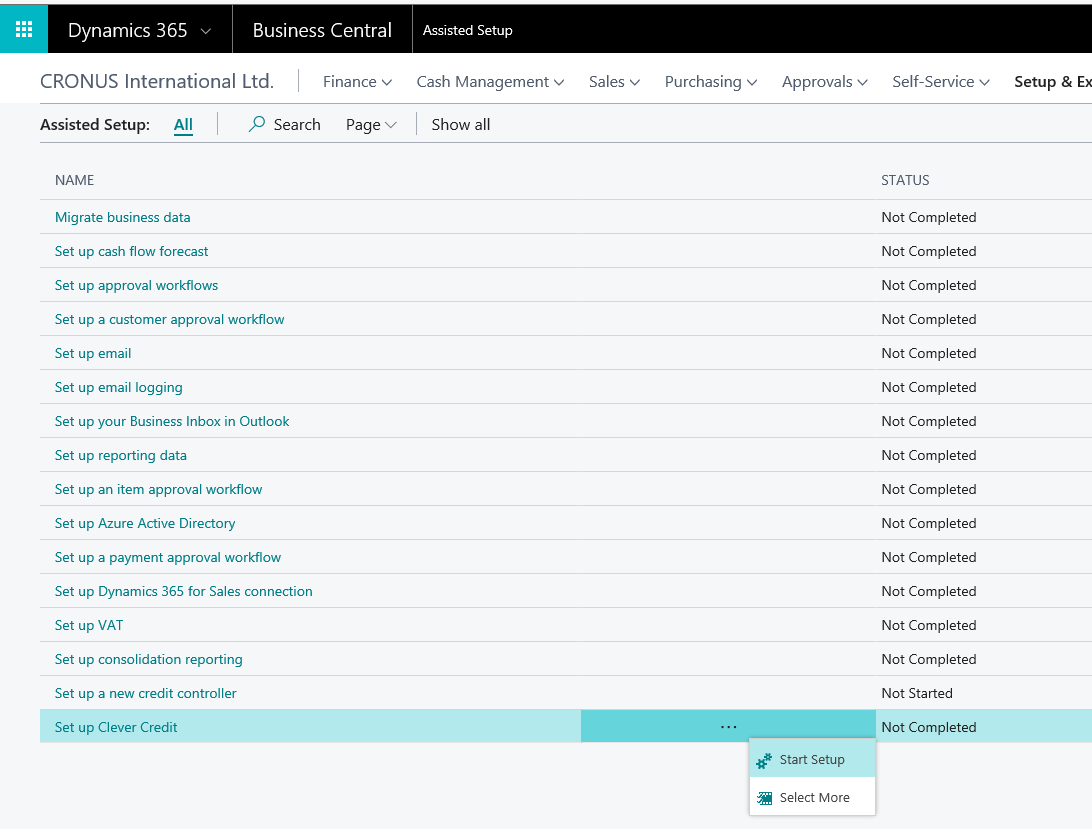 Dynamics 365 Business Central Assisted Setup
CRONUS International Ltd. Finance Cash Management Sales Purchasing Approvals Self-Service Setup & Ex
Assisted Setup: All Search Page Show all
NAME STATUS
Migrate business data Not Completed
Set up cash flow forecast Not Completed
Set up approval workflows Not Completed
Set up a customer approval workflow Not Completed
Set up email Not Completed
Set up email logging Not Completed
Set up your Business Inbox in Outlook Not Completed
Set up reporting data Not Completed
Set up an item approval workflow Not Completed
Set up Azure Active Directory Not Completed
Set up a payment approval workflow Not Completed
Set up Dynamics 365 for Sales connection Not Completed
Set up VAT Not Completed
Set up consolidation reporting Not Completed
Set up a new credit controller Not Started
Set up Clever Credit ... Not Completed
Start Setup
Select More